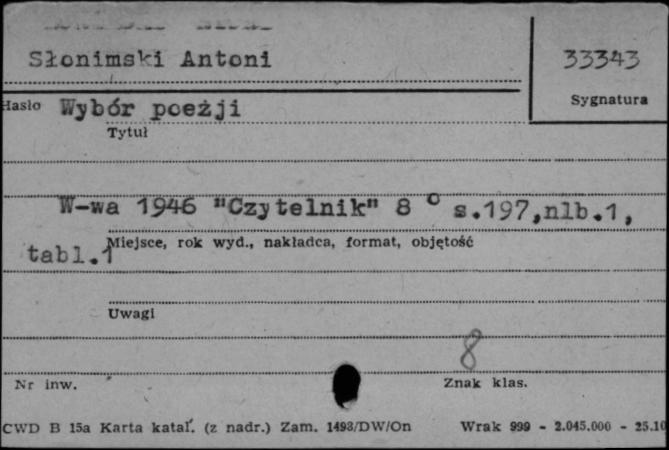 Słonimski Antoni
33343
Sygnatura
Hasło Wybór poezji
Tytuł
W-wa 1946 "Czytelnik" 8 ° s.197,nlb.1,
tabl.1
Miejsce, rok wyd., nakładca, format, objętość
Uwagi
8
Nr inw.
Znak klas.
CWD B 15a Karta katal. (z nadr.) Zam. 1493/DW/On Wrak 999 - 2.045.000 - 25.10